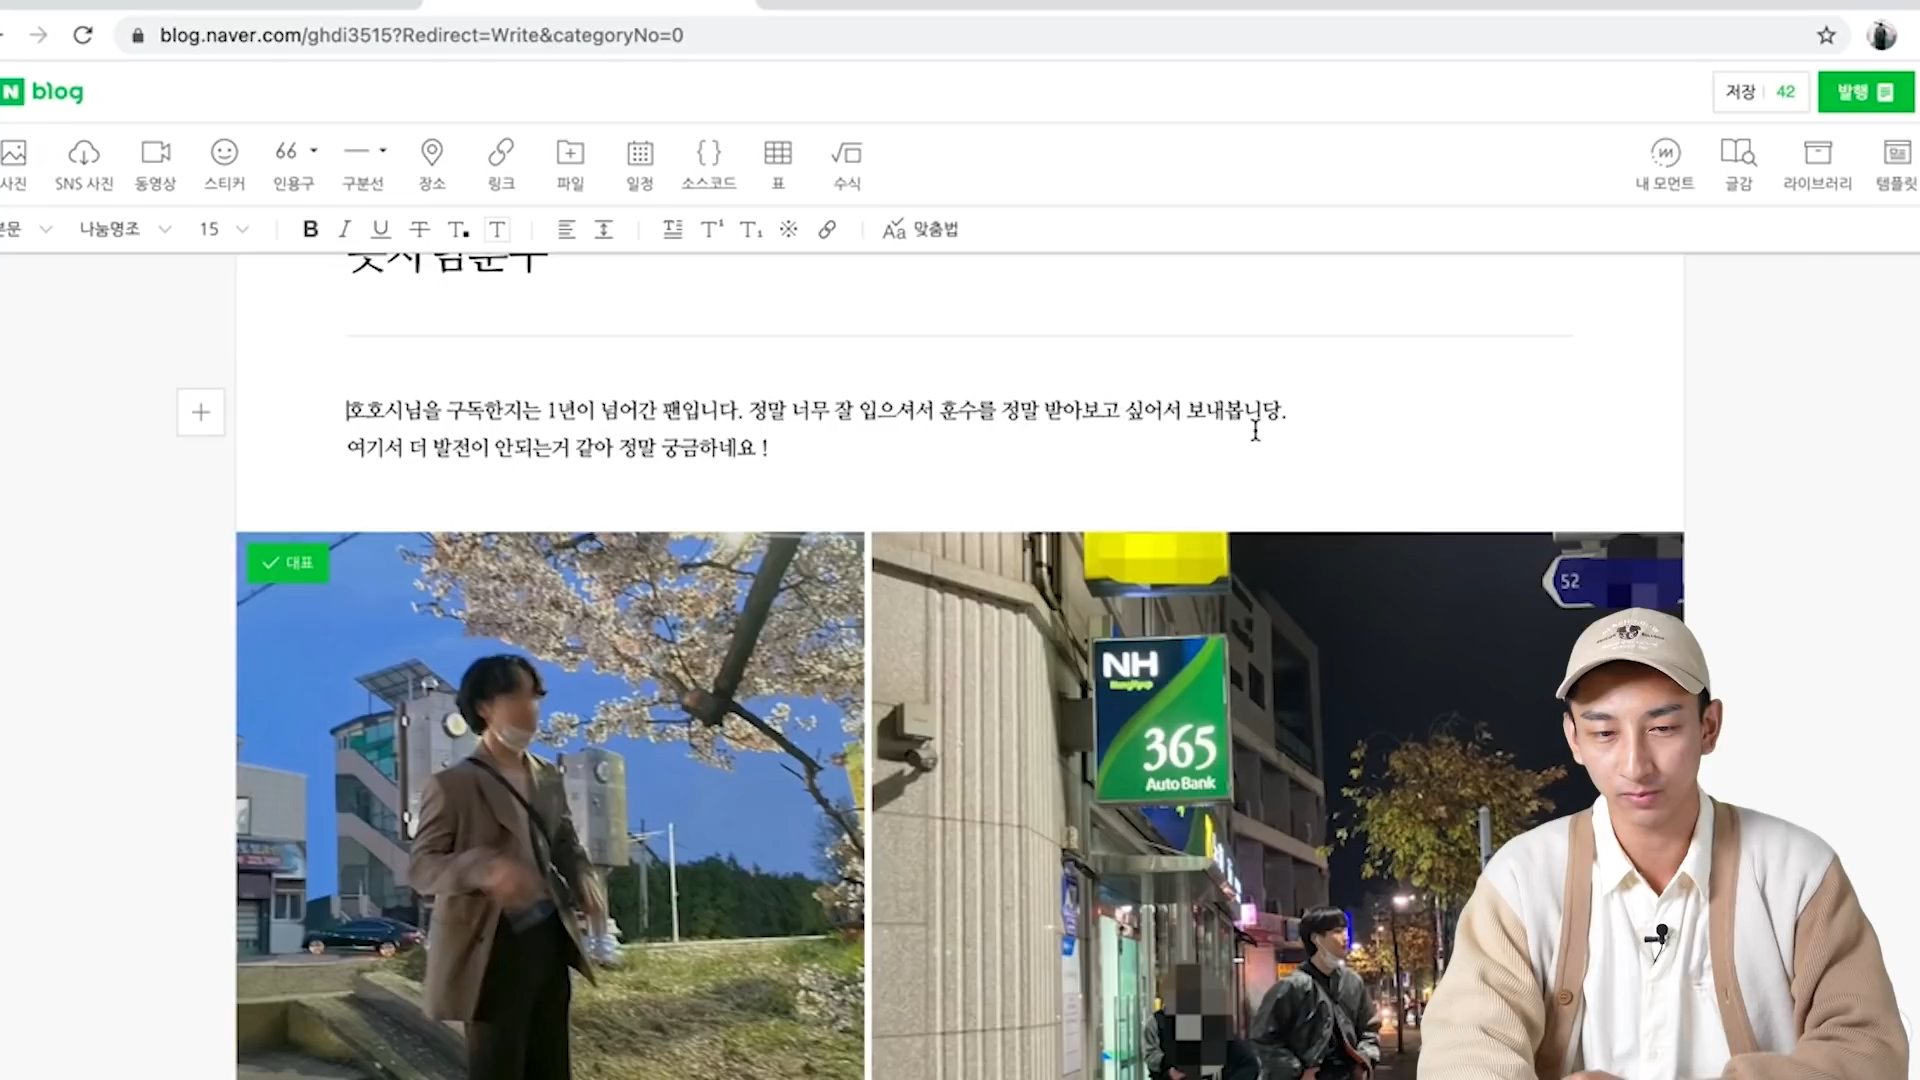 blog.naver.com/ghdi3515?Redirect=Write&categoryNo=0
N blog
저장 42
발행
사진
SNS 사진
동영상
스티커
66
인용구
구분선
장소
링크
파일
일정
소스코드
표
수식
내 모먼트
글감
라이브러리
템플릿
본문
나눔명조
15
맞춤법
호호시님을 구독한지는 1년이 넘어간 팬입니다. 정말 너무 잘 입으셔서 훈수를 정말 받아보고 싶어서 보내봅니당.
여기서 더 발전이 안되는거 같아 정말 궁금하네요 !
대표
52
NH
365
Auto Bank